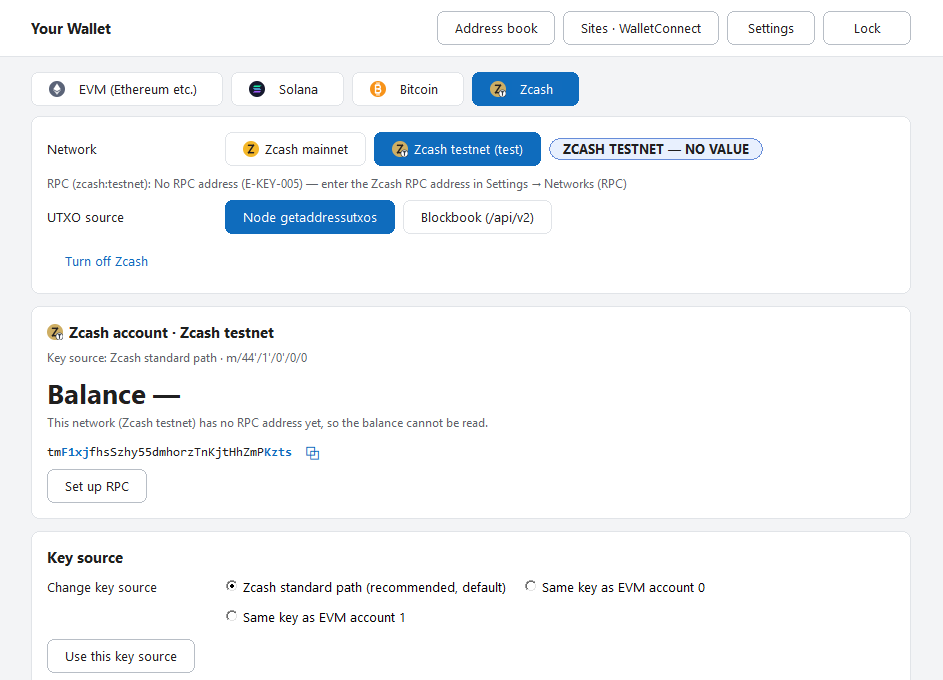 Your Wallet
Address book
Sites · WalletConnect
Settings
Lock
EVM (Ethereum etc.)
Solana
Bitcoin
Zcash
Network
Zcash mainnet
Zcash testnet (test)
ZCASH TESTNET — NO VALUE
RPC (zcash:testnet): No RPC address (E-KEY-005) — enter the Zcash RPC address in Settings → Networks (RPC)
UTXO source
Node getaddressutxos
Blockbook (/api/v2)
Turn off Zcash
Zcash account · Zcash testnet
Key source: Zcash standard path · m/44'/1'/0'/0/0
Balance —
This network (Zcash testnet) has no RPC address yet, so the balance cannot be read.
tmF1xjfhsSzhy55dmhorzTnKjtHhZmPKzts
Set up RPC
Key source
Change key source
Zcash standard path (recommended, default)
Same key as EVM account 0
Same key as EVM account 1
Use this key source